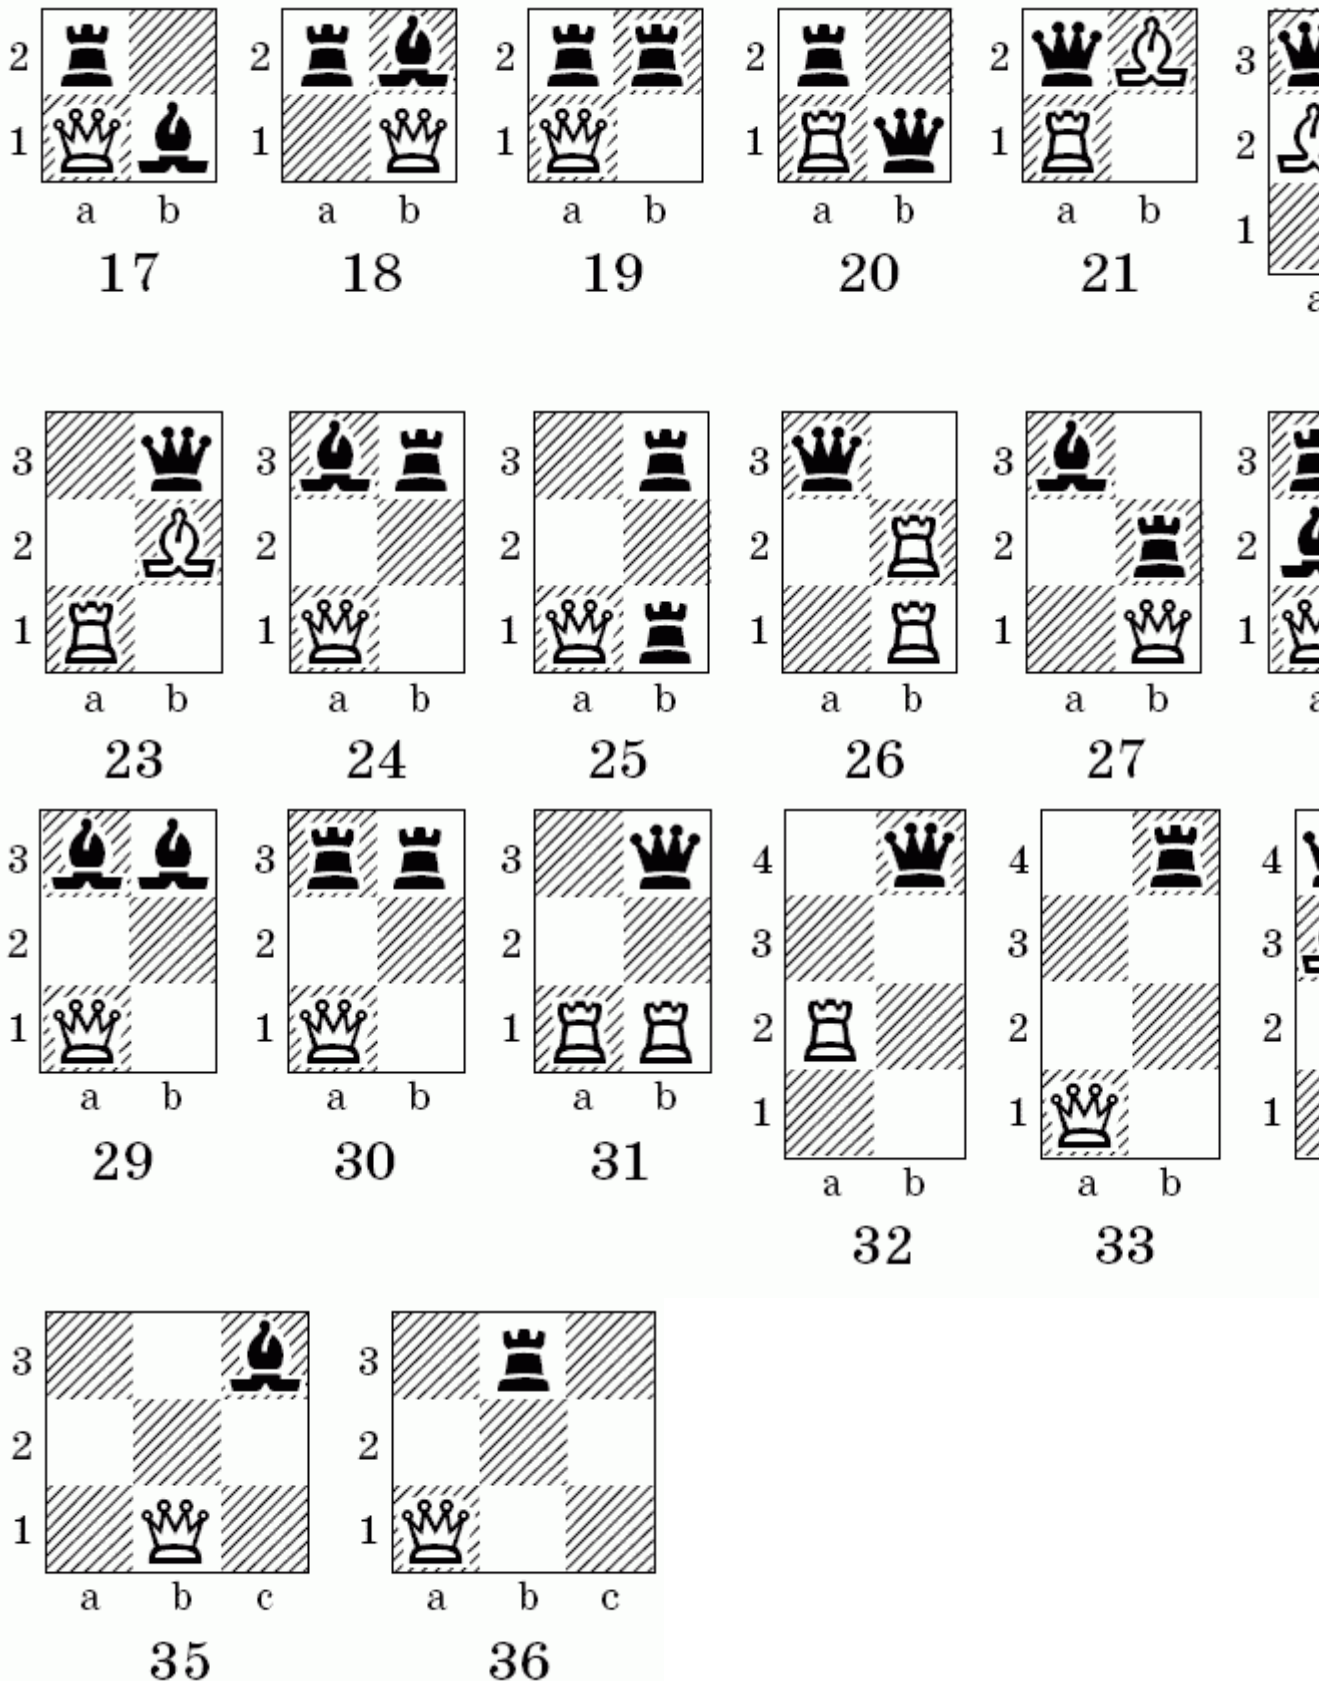 2 2 2 2 2 3
1 1 1 1 1 2
1
a b a b a b a b a b
17 18 19 20 21
a
3 3 3 3 3 3
2 2 2 2 2 2
1 1 1 1 1 1
a b a b a b a b a b a
23 24 25 26 27
3 3 3 4 4 4
2 2 2 3 3 3
1 1 1 2 2 2
a b a b a b 1 1 1
29 30 31 a b a b
32 33
3 3
2 2
1 1
a b c a b c
35 36